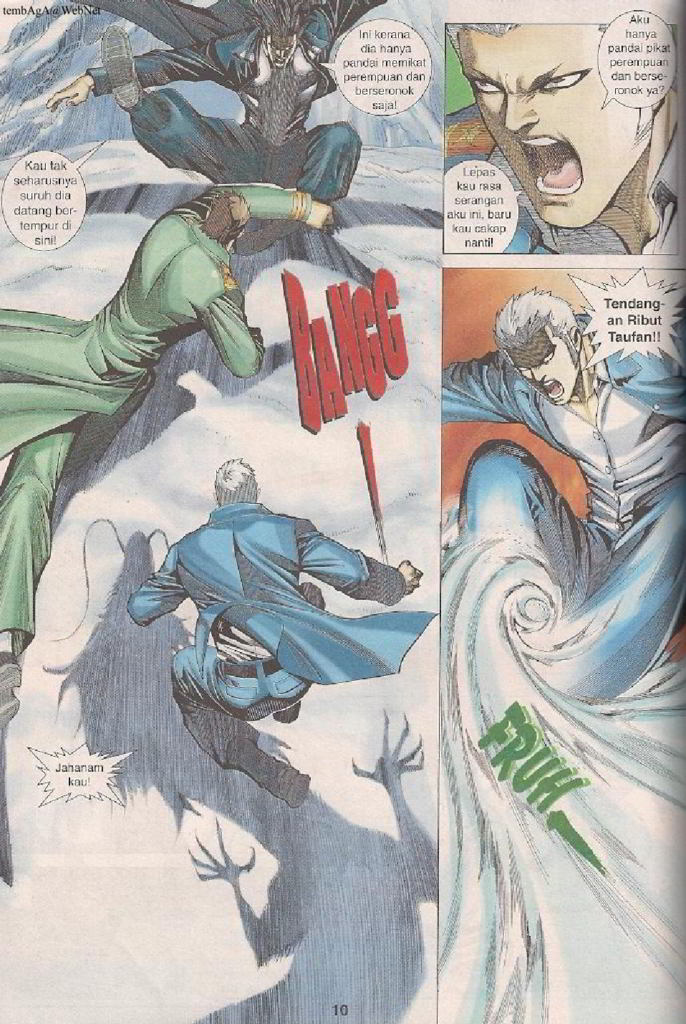 tembAgA@WebNet
Ini kerana
dia hanya
pandai memikat
perempuan dan
berseronok
saja!
Kau tak
seharusnya
suruh dia
datang ber-
tempur di
sini!
BANGG
!
Jahanam
kau!
Aku
hanya
pandai pikat
perempuan
dan berse-
ronok ya?
Lepas
kau rasa
serangan
aku ini, baru
kau cakap
nanti!
Tendang-
an Ribut
Taufan!!
FRUH!
10